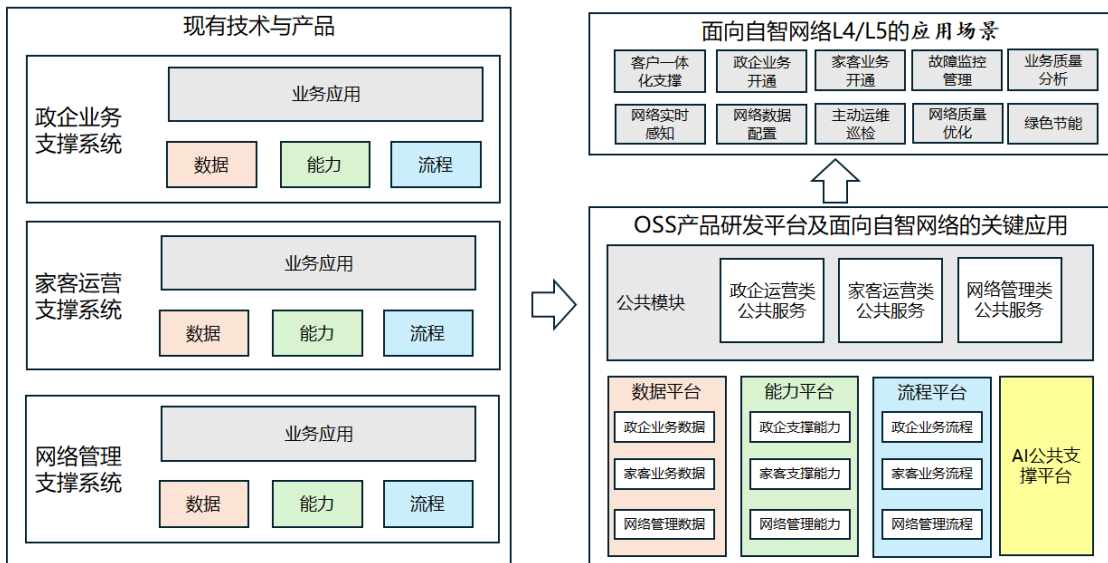 现有技术与产品
政企业务
支撑系统
业务应用
数据
能力
流程
家客运营
支撑系统
业务应用
数据
能力
流程
网络管理
支撑系统
业务应用
数据
能力
流程
面向自智网络L4/L5的应用场景
客户一体
化支撑
政企业务
开通
家客业务
开通
故障监控
管理
业务质量
分析
网络实时
感知
网络数据
配置
主动运维
巡检
网络质量
优化
绿色节能
OSS产品研发平台及面向自智网络的关键应用
公共模块
政企运营类
公共服务
家客运营类
公共服务
网络管理类
公共服务
数据平台
政企业务数据
家客业务数据
网络管理数据
能力平台
政企支撑能力
家客支撑能力
网络管理能力
流程平台
政企业务流程
家客业务流程
网络管理流程
AI公共支
撑平台